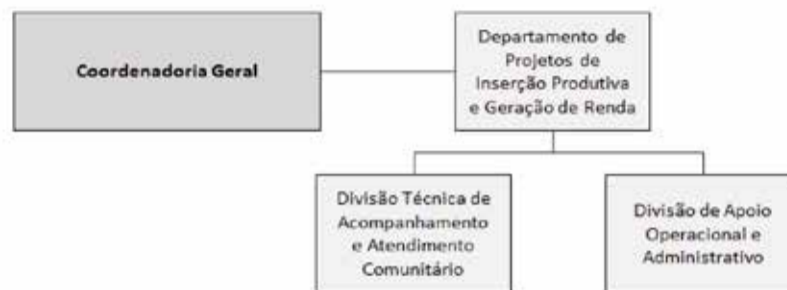 Coordenadoria Geral
Departamento de
Projetos de
Inserção Produtiva
e Geração de Renda
Divisão Técnica de
Acompanhamento
e Atendimento
Comunitário
Divisão de Apoio
Operacional e
Administrativo